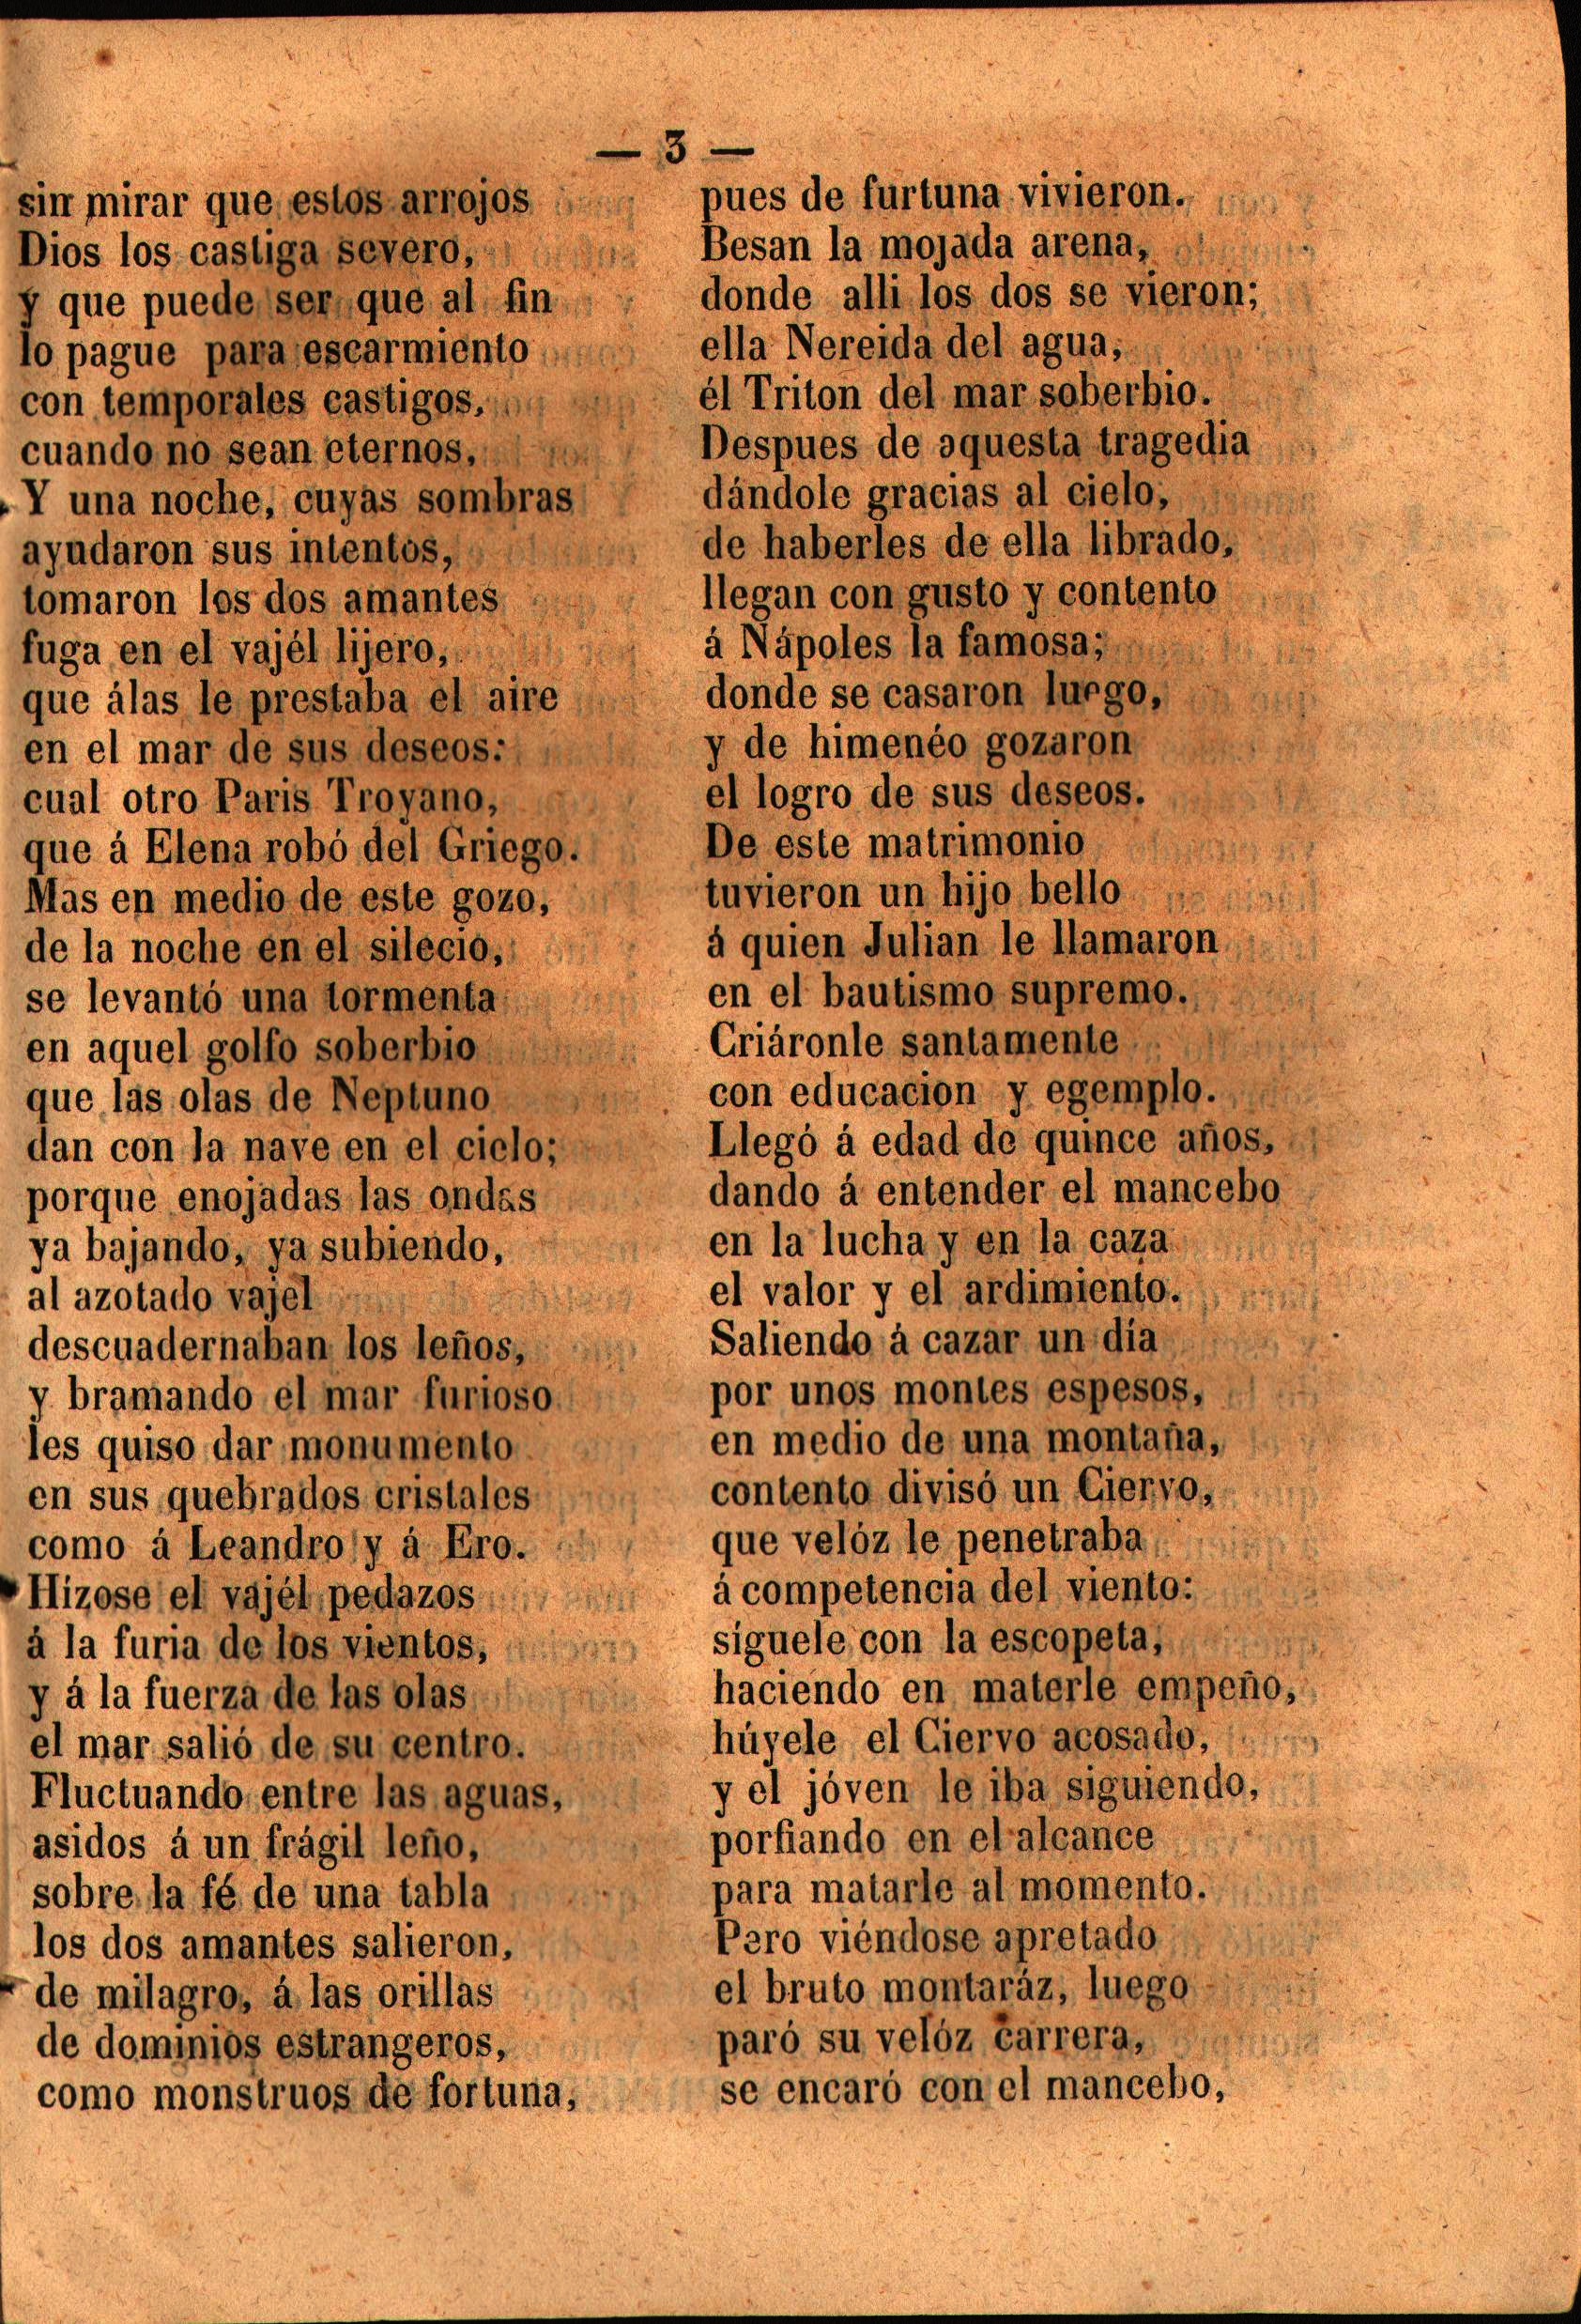 — 3 —
sin mirar que estos arrojos
Dios los castiga severo,
y que puede ser que al fin
lo pague para escarmiento
con temporales castigos,
cuando no sean eternos,
Y una noche, cuyas sombras
ayudaron sus intentos,
tomaron los dos amantes
fuga en el vajél lijero,
que álas le prestaba el aire
en el mar de sus deseos:
cual otro Paris Troyano,
que á Elena robó del Griego.
Mas en medio de este gozo,
de la noche en el silecio,
se levantó una tormenta
en aquel golfo soberbio
que las olas de Neptuno
dan con la nave en el cielo;
porque enojadas las ondas
ya bajando, ya subiendo,
al azotado vajel
descuadernaban los leños,
y bramando el mar furioso
les quiso dar monumento
en sus quebrados cristales
como á Leandro y á Ero.
Hízose el vajél pedazos
á la furia de los vientos,
y á la fuerza de las olas
el mar salió de su centro.
Fluctuando entre las aguas,
asidos á un frágil leño,
sobre la fé de una tabla
los dos amantes salieron,
de milagro, á las orillas
de dominios estrangeros,
como monstruos de fortuna,
pues de furtuna vivieron.
Besan la mojada arena,
donde alli los dos se vieron;
ella Nereida del agua,
él Triton del mar soberbio.
Despues de aquesta tragedia
dándole gracias al cielo,
de haberles de ella librado,
llegan con gusto y contento
á Nápoles la famosa;
donde se casaron luego,
y de himenéo gozaron
el logro de sus deseos.
De este matrimonio
tuvieron un hijo bello
á quien Julian le llamaron
en el bautismo supremo.
Criáronle santamente
con educacion y egemplo.
Llegó á edad de quince años,
dando á entender el mancebo
en la lucha y en la caza
el valor y el ardimiento.
Saliendo á cazar un día
por unos montes espesos,
en medio de una montaña,
contento divisó un Ciervo,
que velóz le penetraba
á competencia del viento:
síguele con la escopeta,
haciendo en materle empeño,
húyele el Ciervo acosado,
y el jóven le iba siguiendo,
porfiando en el alcance
para matarle al momento.
Pero viéndose apretado
el bruto montaráz, luego
paró su velóz carrera,
se encaró con el mancebo,